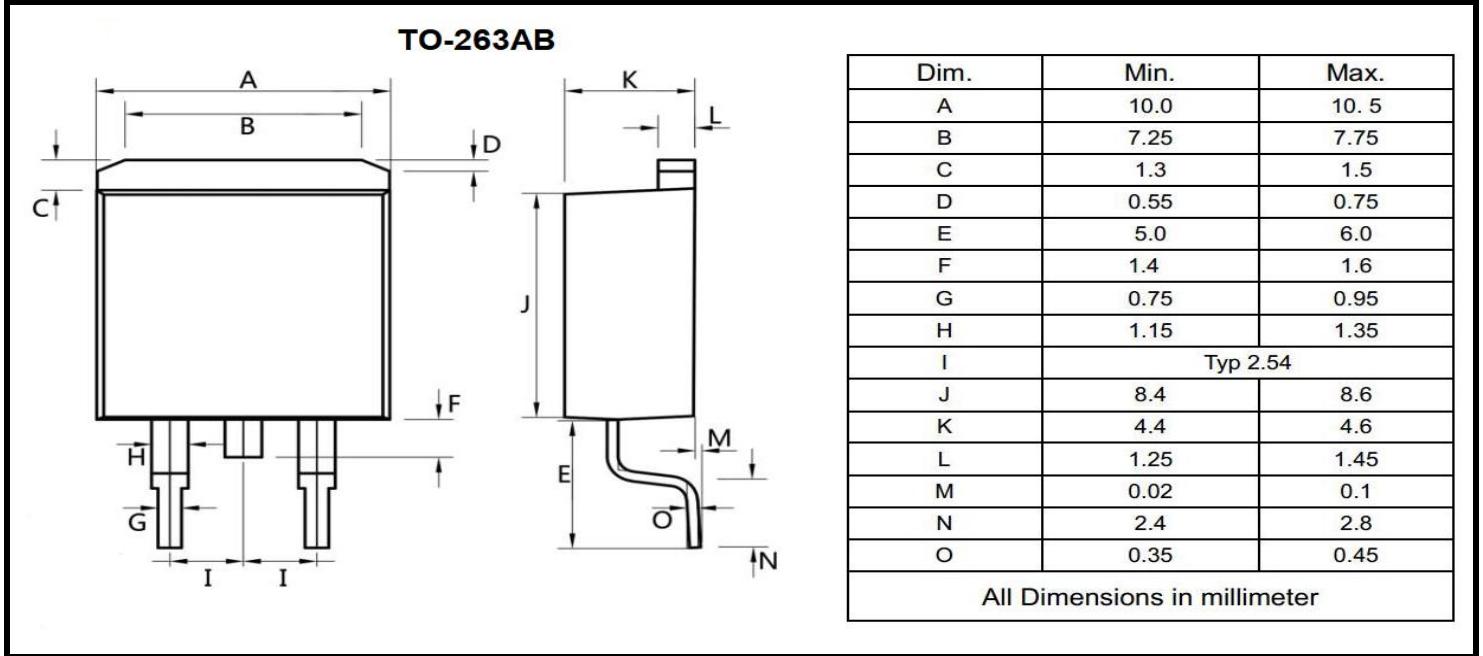 TO-263AB
A
B
C
D
F
H
G
I I
K
L
J
E
M
O
N
Dim. Min. Max.
A 10.0 10. 5
B 7.25 7.75
C 1.3 1.5
D 0.55 0.75
E 5.0 6.0
F 1.4 1.6
G 0.75 0.95
H 1.15 1.35
I Typ 2.54
J 8.4 8.6
K 4.4 4.6
L 1.25 1.45
M 0.02 0.1
N 2.4 2.8
O 0.35 0.45
All Dimensions in millimeter